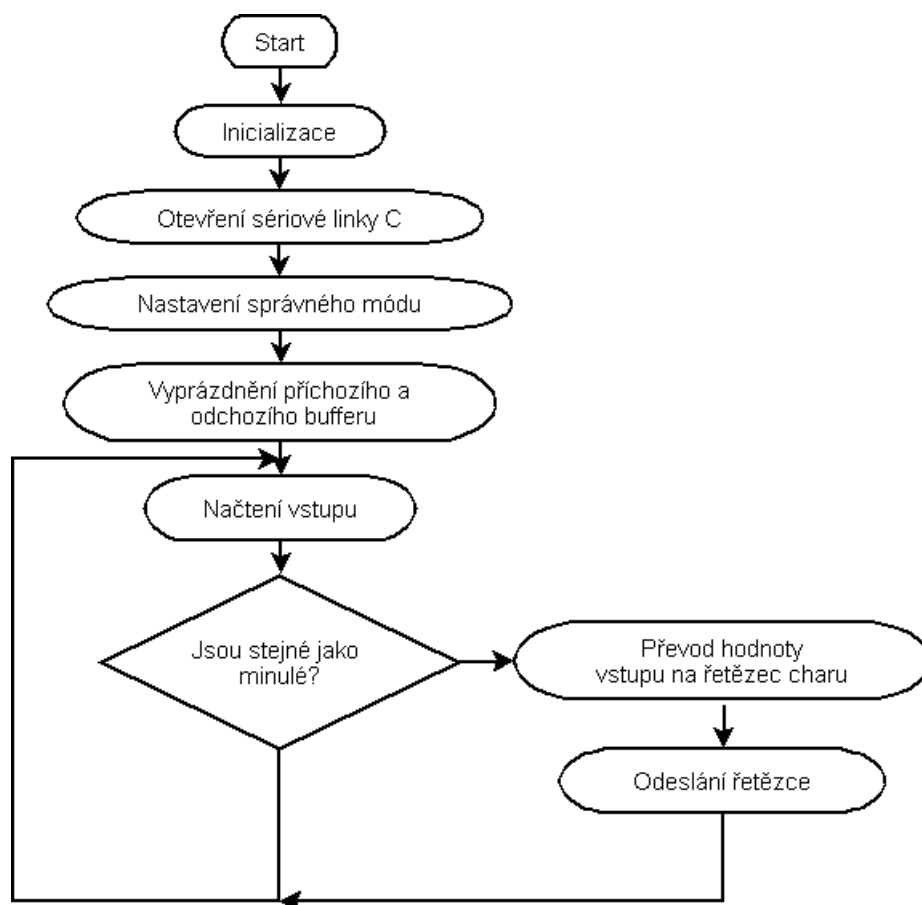 Start
Inicializace
Otevření sériové linky C
Nastavení správného módu
Vyprázdnění příchozího a
odchozího bufferu
Načtení vstupu
Jsou stejné jako
minulé?
Převod hodnoty
vstupu na řetězec charu
Odeslání řetězce